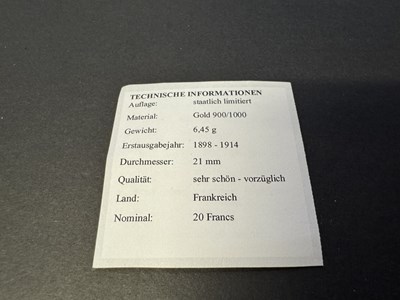 TECHNISCHE INFORMATIONEN
Auflage: staatlich limitiert
Material: Gold 900/1000
Gewicht: 6,45 g
Erstausgabejahr: 1898 - 1914
Durchmesser: 21 mm
Qualität: sehr schön - vorzüglich
Land: Frankreich
Nominal: 20 Francs